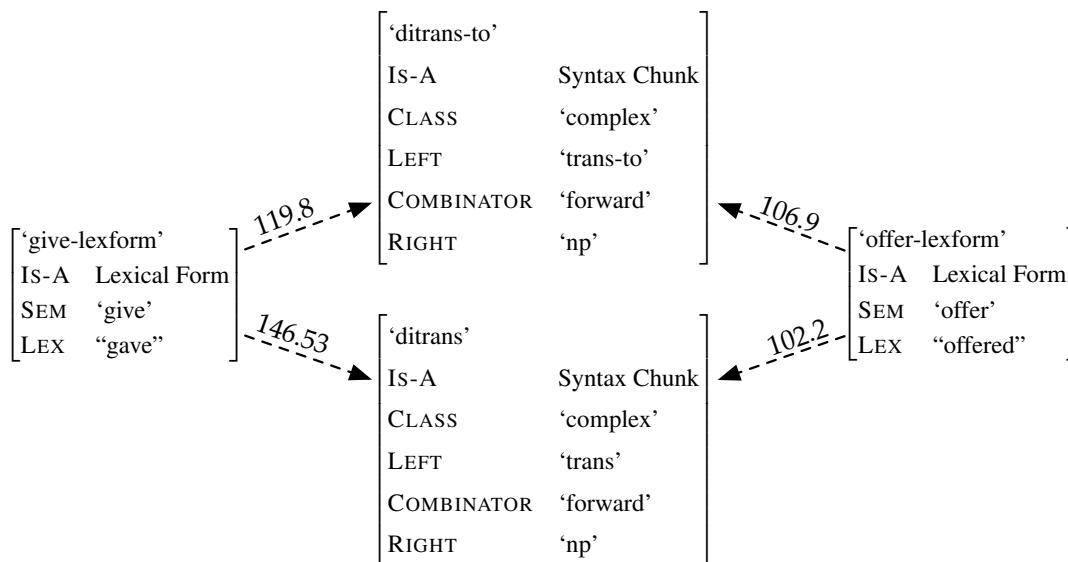 ‘ditrans-to’
IS-A Syntax Chunk
CLASS ‘complex’
LEFT ‘trans-to’
COMBINATOR ‘forward’
RIGHT ‘np’
119.8
106.9
‘give-lexform’
IS-A Lexical Form
SEM ‘give’
LEX “gave”
‘offer-lexform’
IS-A Lexical Form
SEM ‘offer’
LEX “offered”
146.53
102.2
‘ditrans’
IS-A Syntax Chunk
CLASS ‘complex’
LEFT ‘trans’
COMBINATOR ‘forward’
RIGHT ‘np’